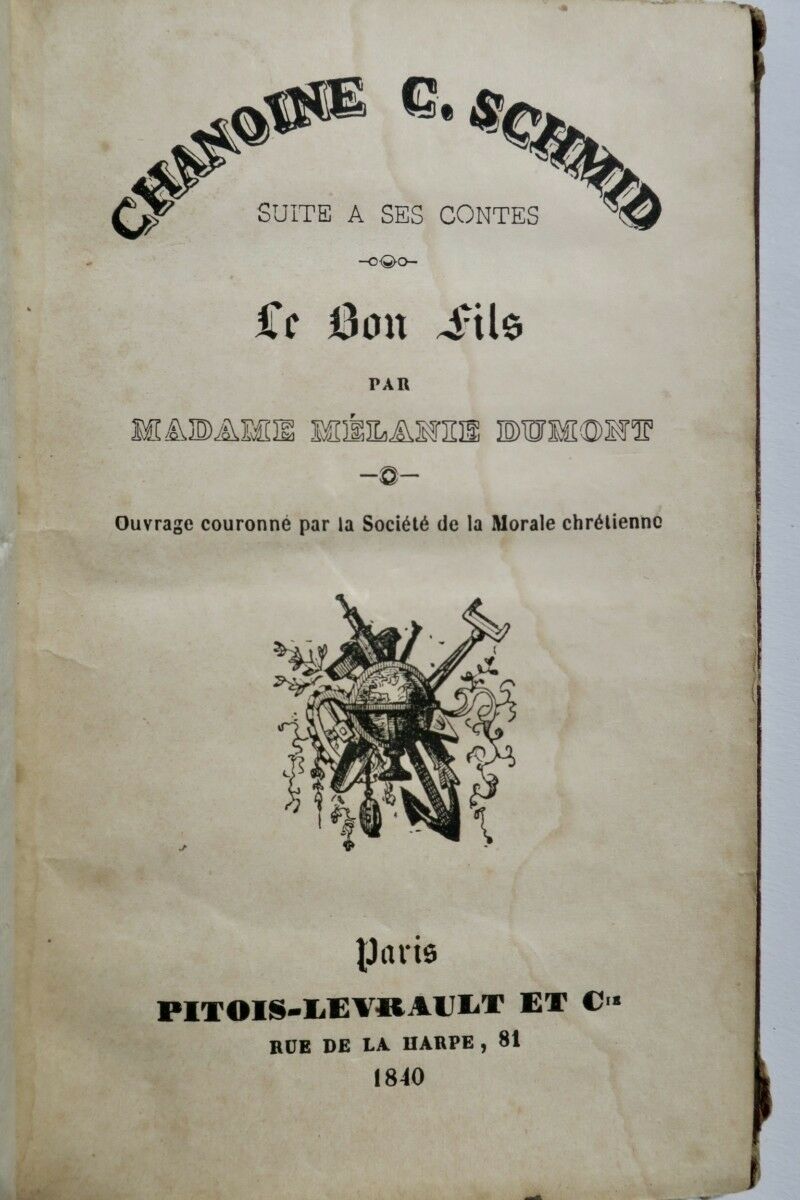 CHANOINE C. SCHMID
SUITE A SES CONTES
Le Bon Fils
PAR
MADAME MÉLANIE DUMONT
Ouvrage couronné par la Société de la Morale chrétienne
Paris
PITOIS-LEVRAULT ET Cie
RUE DE LA HARPE, 81
1840